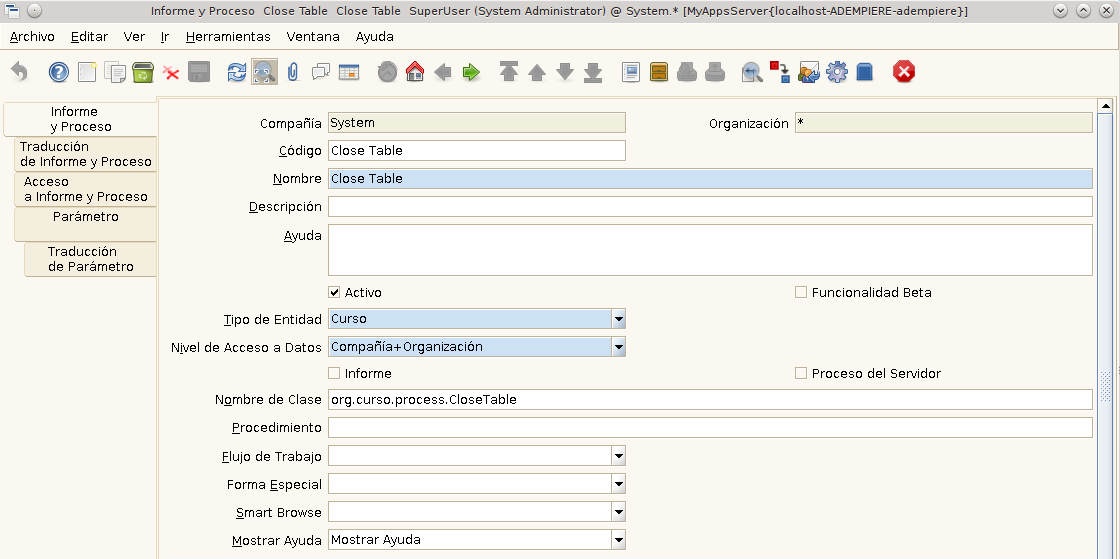 Informe y Proceso  Close Table  Close Table  SuperUser (System Administrator) @ System.* [MyAppsServer{localhost-ADEMPIERE-adempiere}]
Archivo Editar Ver Ir Herramientas Ventana Ayuda
Informe
y Proceso
Traducción
de Informe y Proceso
Acceso
a Informe y Proceso
Parámetro
Traducción
de Parámetro
Compañía System Organización *
Código Close Table
Nombre Close Table
Descripción
Ayuda
Activo Funcionalidad Beta
Tipo de Entidad Curso
Nivel de Acceso a Datos Compañía+Organización
Informe Proceso del Servidor
Nombre de Clase org.curso.process.CloseTable
Procedimiento
Flujo de Trabajo
Forma Especial
Smart Browse
Mostrar Ayuda Mostrar Ayuda